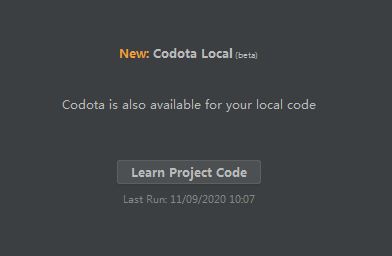 New: Codota Local (beta)
Codota is also available for your local code
Learn Project Code
Last Run: 11/09/2020 10:07